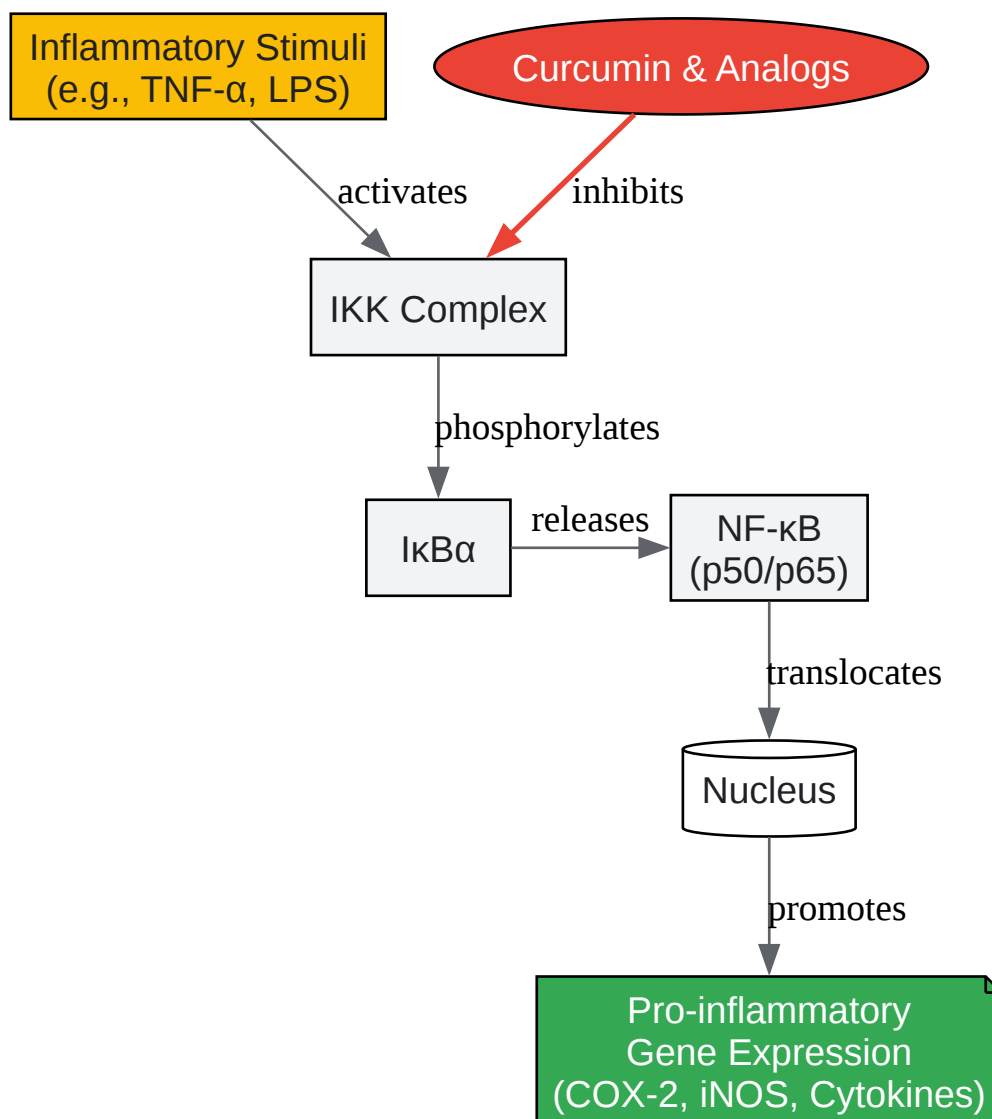 Inflammatory Stimuli
(e.g., TNF-α, LPS)
Curcumin & Analogs
activates
inhibits
IKK Complex
phosphorylates
IκBα
releases
NF-κB
(p50/p65)
translocates
Nucleus
promotes
Pro-inflammatory
Gene Expression
(COX-2, iNOS, Cytokines)